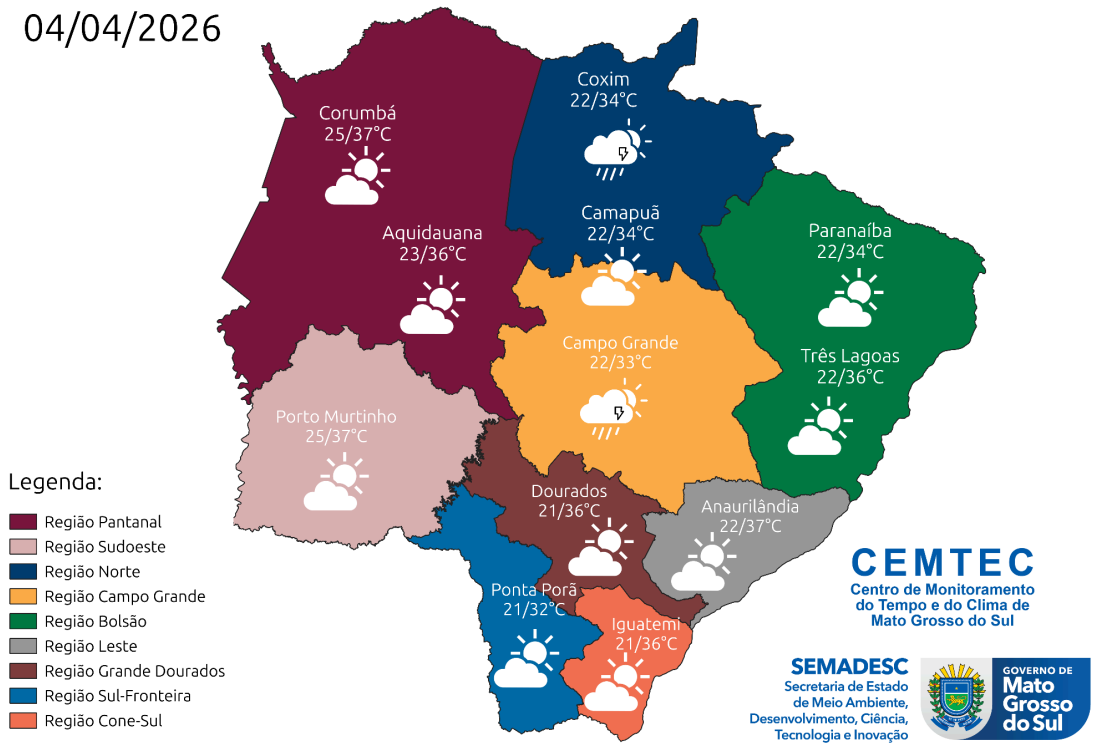 04/04/2026
Coxim
22/34°C
Corumbá
25/37°C
Camapuã
22/34°C
Aquidauana
23/36°C
Paranaíba
22/34°C
Campo Grande
22/33°C
Três Lagoas
22/36°C
Porto Murtinho
25/37°C
Dourados
21/36°C
Anaurilândia
22/37°C
Ponta Porã
21/32°C
Iguatemi
21/36°C
Legenda:
Região Pantanal
Região Sudoeste
Região Norte
Região Campo Grande
Região Bolsão
Região Leste
Região Grande Dourados
Região Sul-Fronteira
Região Cone-Sul
CEMTEC
Centro de Monitoramento
do Tempo e do Clima de
Mato Grosso do Sul
SEMADESC
Secretaria de Estado
de Meio Ambiente,
Desenvolvimento, Ciência,
Tecnologia e Inovação
GOVERNO DE
Mato
Grosso
do Sul